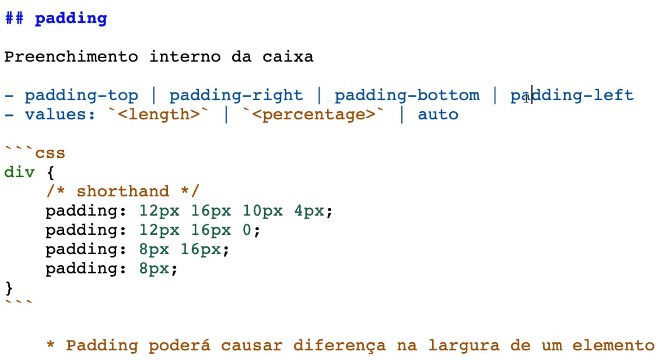 ## padding
Preenchimento interno da caixa
- padding-top | padding-right | padding-bottom | padding-left
- values: `<length>` | `<percentage>` | auto
```css
div {
/* shorthand */
padding: 12px 16px 10px 4px;
padding: 12px 16px 0;
padding: 8px 16px;
padding: 8px;
}
```
* Padding poderá causar diferença na largura de um elemento